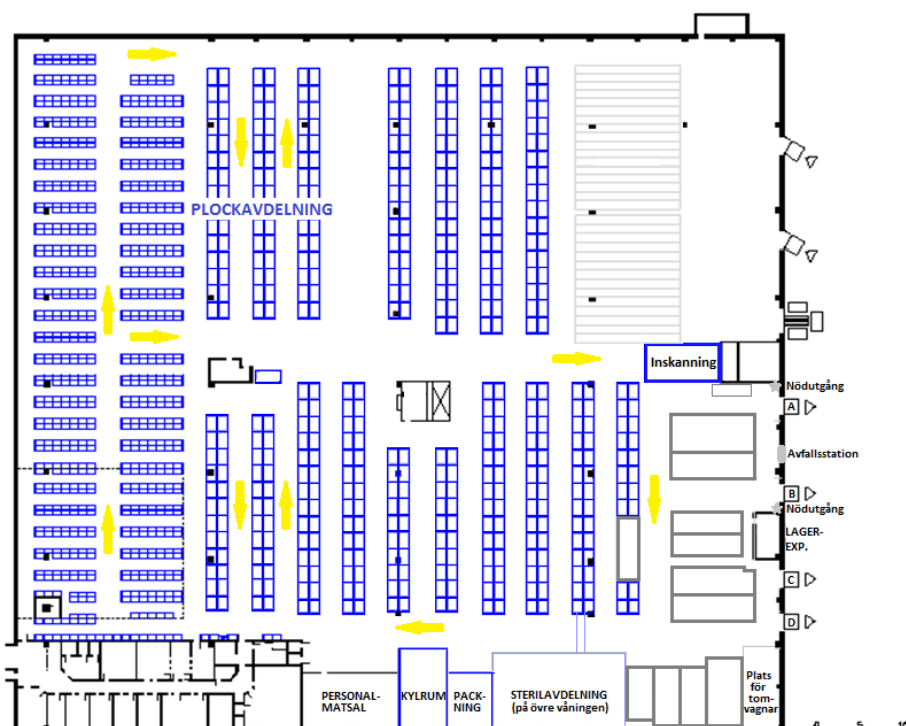 PLOCKAVDELNING
Inskanning
Nödutgång
A
Avfallsstation
B
Nödutgång
LAGER-
EXP.
C
D
PERSONAL-
MATSAL
KYLRUM
PACK-
NING
STERILAVDELNING
(på övre våningen)
Plats
för
tom-
vagnar